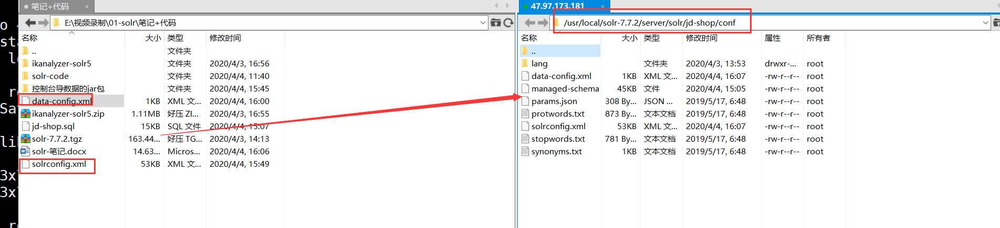 笔记+代码 ×
E:\视频录制\01-solr\笔记+代码
名称 大小 类型 修改时间
.. 文件夹
ikanalyzer-solr5 文件夹 2020/4/3, 16:56
solr-code 文件夹 2020/4/4, 11:40
控制台导数据的jar包 文件夹 2020/4/4, 15:45
data-config.xml 1KB XML 文... 2020/4/4, 16:00
ikanalyzer-solr5.zip 1.11MB 好压 ZI... 2020/4/3, 16:55
jd-shop.sql 15KB SQL 文件 2020/4/4, 15:07
solr-7.7.2.tgz 163.44... 好压 TG... 2020/4/3, 14:13
solr-笔记.docx 14.63... Micros... 2020/4/4, 16:06
solrconfig.xml 53KB XML 文... 2020/4/4, 15:49
47.97.173.181 ×
/usr/local/solr-7.7.2/server/solr/jd-shop/conf
名称 大小 类型 修改时间 属性 所有者
..
lang 文件夹 2020/4/3, 13:53 drwxr-... root
data-config.xml 1KB XML 文... 2020/4/4, 16:07 -rw-r--r-- root
managed-schema 45KB 文件 2020/4/4, 15:05 -rw-r--r-- root
params.json 308 By... JSON ... 2019/5/17, 6:48 -rw-r--r-- root
protwords.txt 873 By... 文本文档 2019/5/17, 6:48 -rw-r--r-- root
solrconfig.xml 53KB XML 文... 2020/4/4, 16:07 -rw-r--r-- root
stopwords.txt 781 By... 文本文档 2019/5/17, 6:48 -rw-r--r-- root
synonyms.txt 1KB 文本文档 2019/5/17, 6:48 -rw-r--r-- root